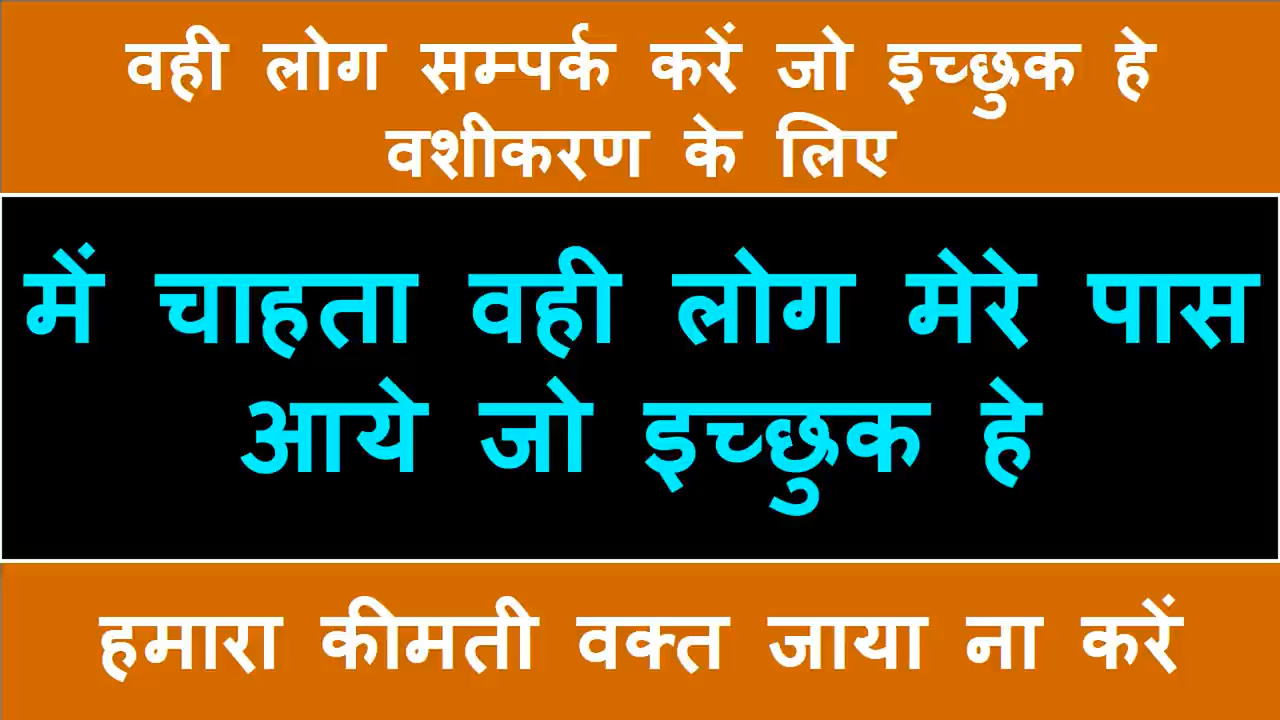 वही लोग सम्पर्क करें जो इच्छुक हे
वशीकरण के लिए
में चाहता वही लोग मेरे पास
आये जो इच्छुक हे
हमारा कीमती वक्त जाया ना करें